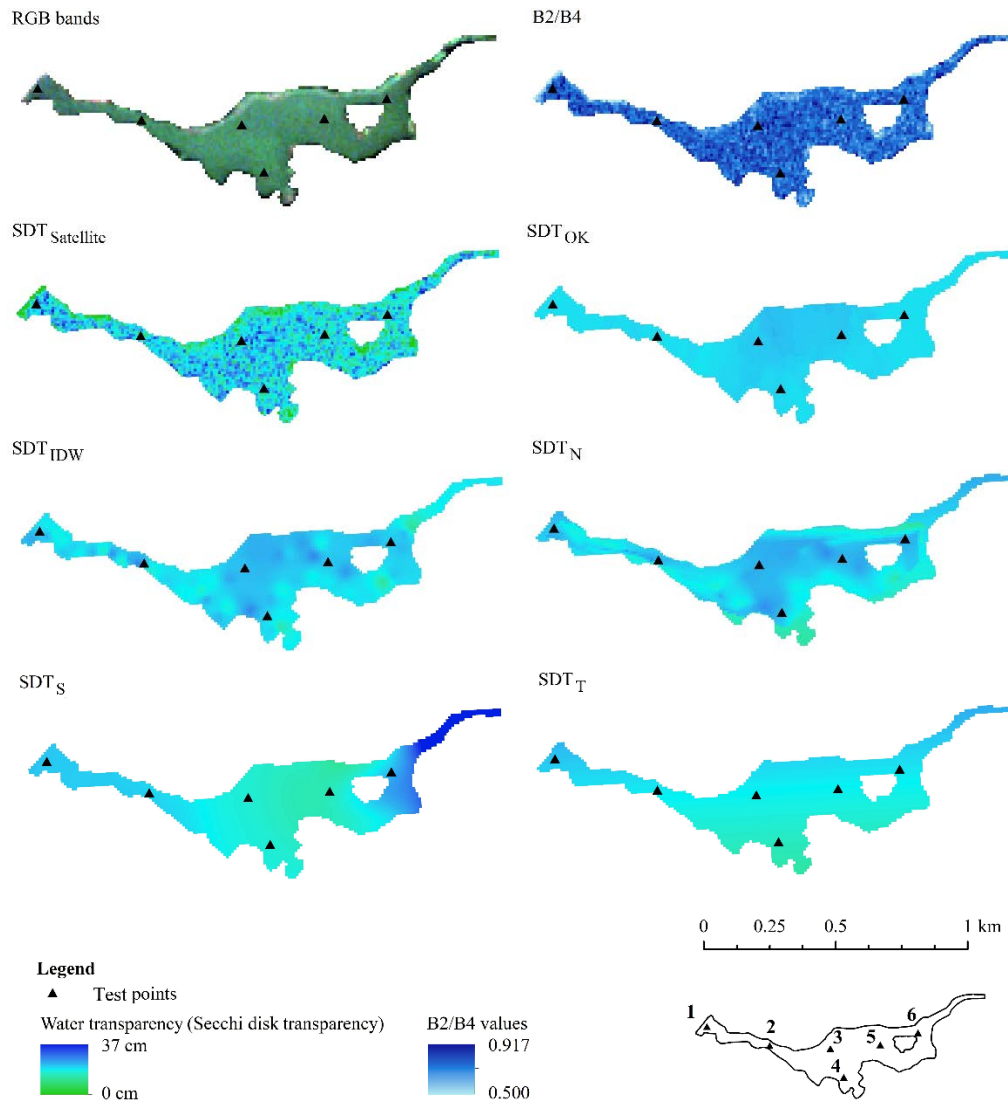 RGB bands
B2/B4
SDT Satellite
SDT OK
SDT IDW
SDT N
SDT S
SDT T
0 0.25 0.5 1 km
Legend
Test points
Water transparency (Secchi disk transparency)
37 cm
0 cm
B2/B4 values
0.917
0.500
1
2
3
4
5
6